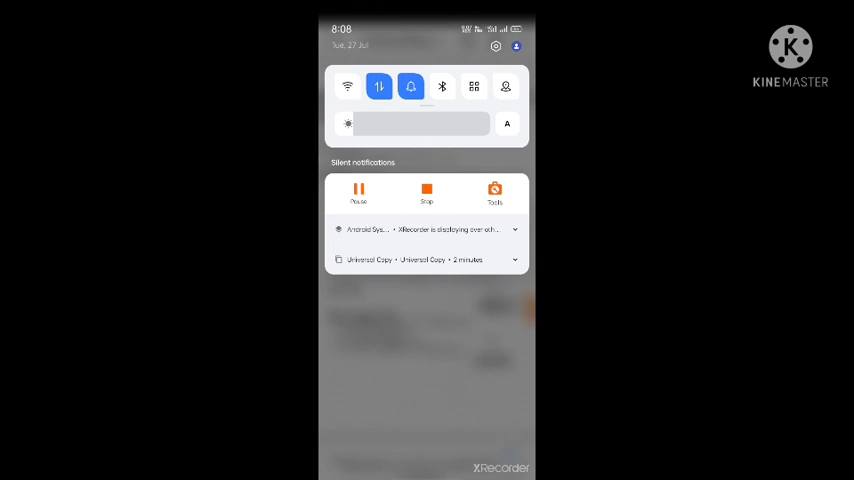 8:08
Tue, 27 Jul
A
Silent notifications
Pause
Stop
Tools
Android Sys... • XRecorder is displaying over oth...
Universal Copy • Universal Copy • 2 minutes
XRecorder
K
KINEMASTER